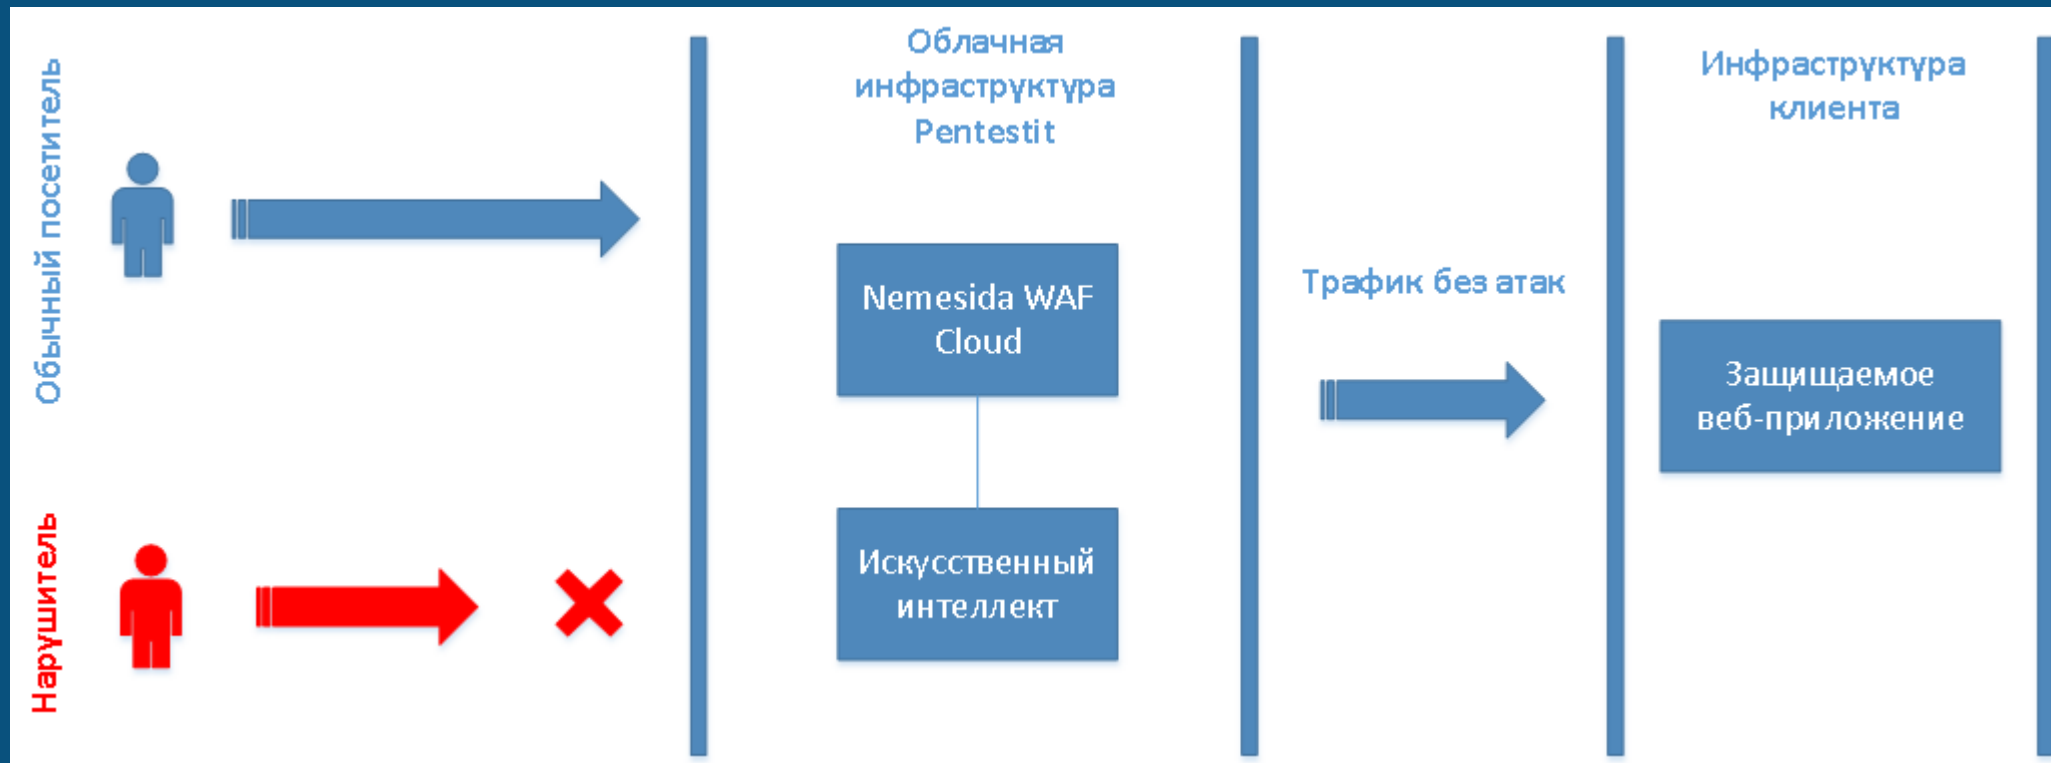 Обычный посетитель
Нарушитель
Облачная
инфраструктура
Pentestit
Nemesida WAF
Cloud
Искусственный
интеллект
Трафик без атак
Инфраструктура
клиента
Защищаемое
веб-приложение